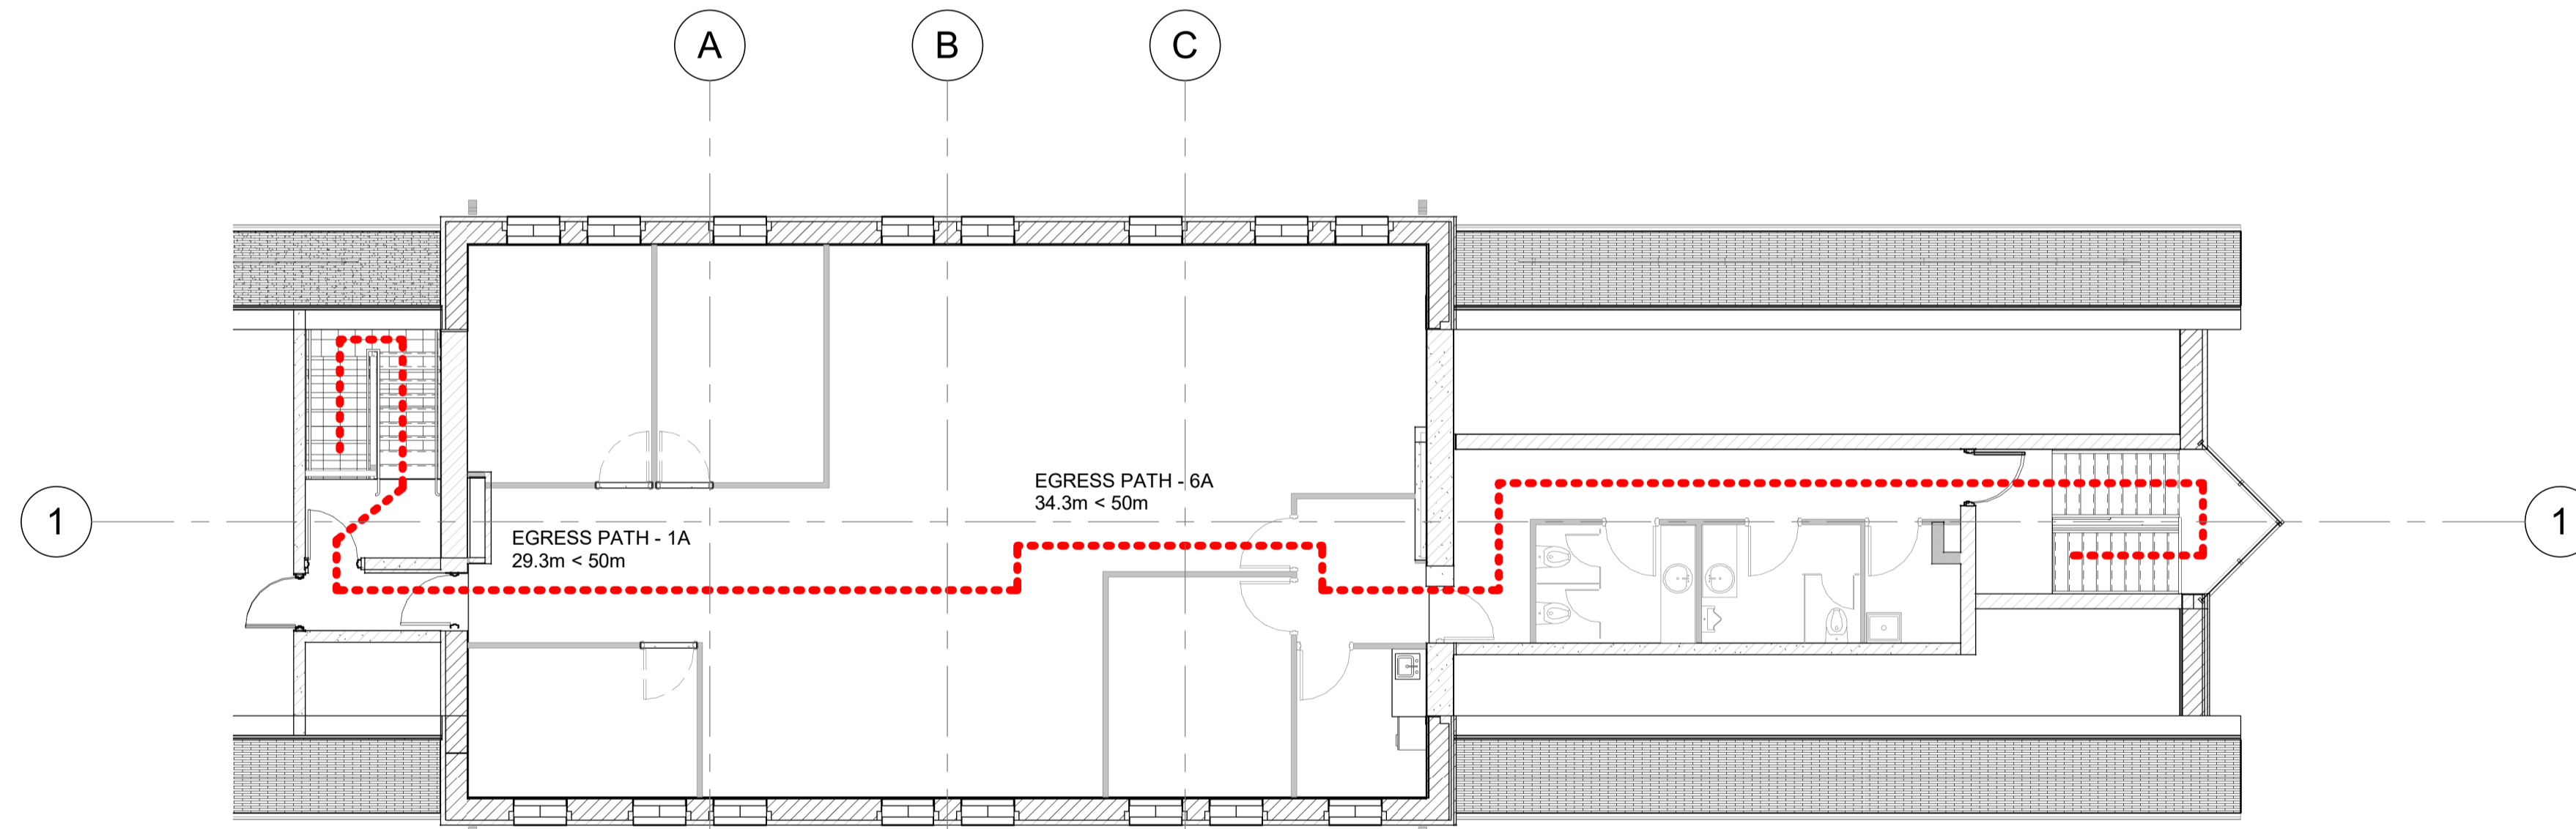 A
B
C
EGRESS PATH - 6A
34.3m < 50m
1
EGRESS PATH - 1A
29.3m < 50m
1